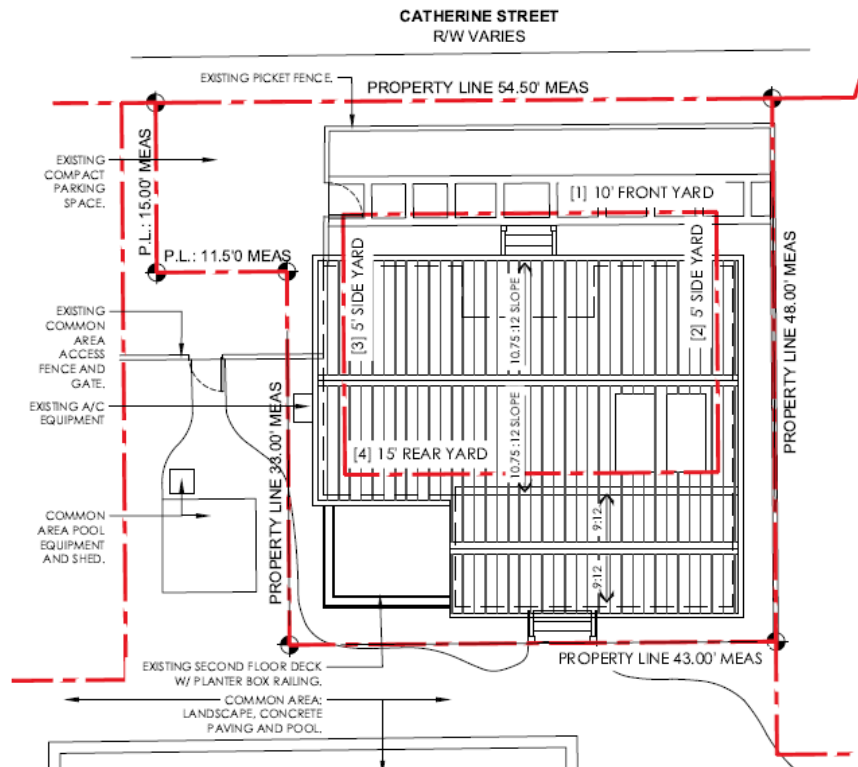 CATHERINE STREET
R/W VARIES
EXISTING PICKET FENCE.
PROPERTY LINE 54.50' MEAS
EXISTING
COMPACT
PARKING
SPACE.
P.L.: 15.00' MEAS
[1] 10' FRONT YARD
P.L.: 11.5'0 MEAS
[3] 5' SIDE YARD
10.75 :12 SLOPE
[2] 5' SIDE YARD
PROPERTY LINE 48.00' MEAS
EXISTING
COMMON
AREA
ACCESS
FENCE AND
GATE.
EXISTING A/C
EQUIPMENT
10.75 :12 SLOPE
[4] 15' REAR YARD
PROPERTY LINE 33.00' MEAS
COMMON
AREA POOL
EQUIPMENT
AND SHED.
9:12
9:12
EXISTING SECOND FLOOR DECK
W/ PLANTER BOX RAILING.
PROPERTY LINE 43.00' MEAS
COMMON AREA:
LANDSCAPE, CONCRETE
PAVING AND POOL.